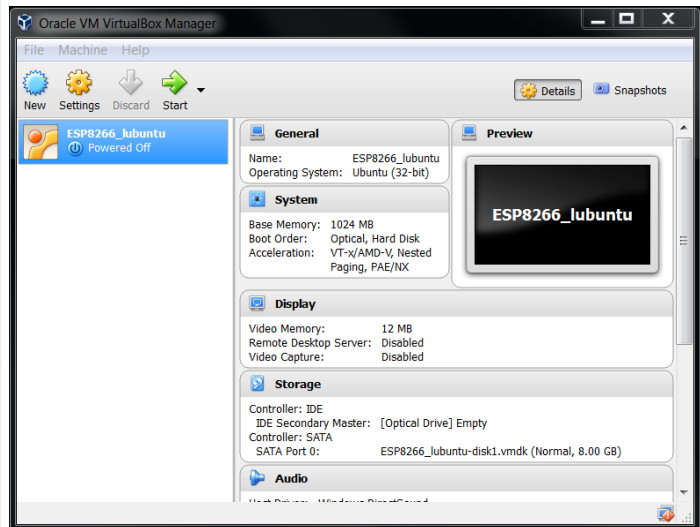 Oracle VM VirtualBox Manager
File Machine Help
New Settings Discard Start
Details Snapshots
ESP8266_lubuntu
Powered Off
General
Name: ESP8266_lubuntu
Operating System: Ubuntu (32-bit)
System
Base Memory: 1024 MB
Boot Order: Optical, Hard Disk
Acceleration: VT-x/AMD-V, Nested
Paging, PAE/NX
Preview
ESP8266_lubuntu
Display
Video Memory: 12 MB
Remote Desktop Server: Disabled
Video Capture: Disabled
Storage
Controller: IDE
IDE Secondary Master: [Optical Drive] Empty
Controller: SATA
SATA Port 0: ESP8266_lubuntu-disk1.vmdk (Normal, 8.00 GB)
Audio
Host Driver: Windows DirectSound